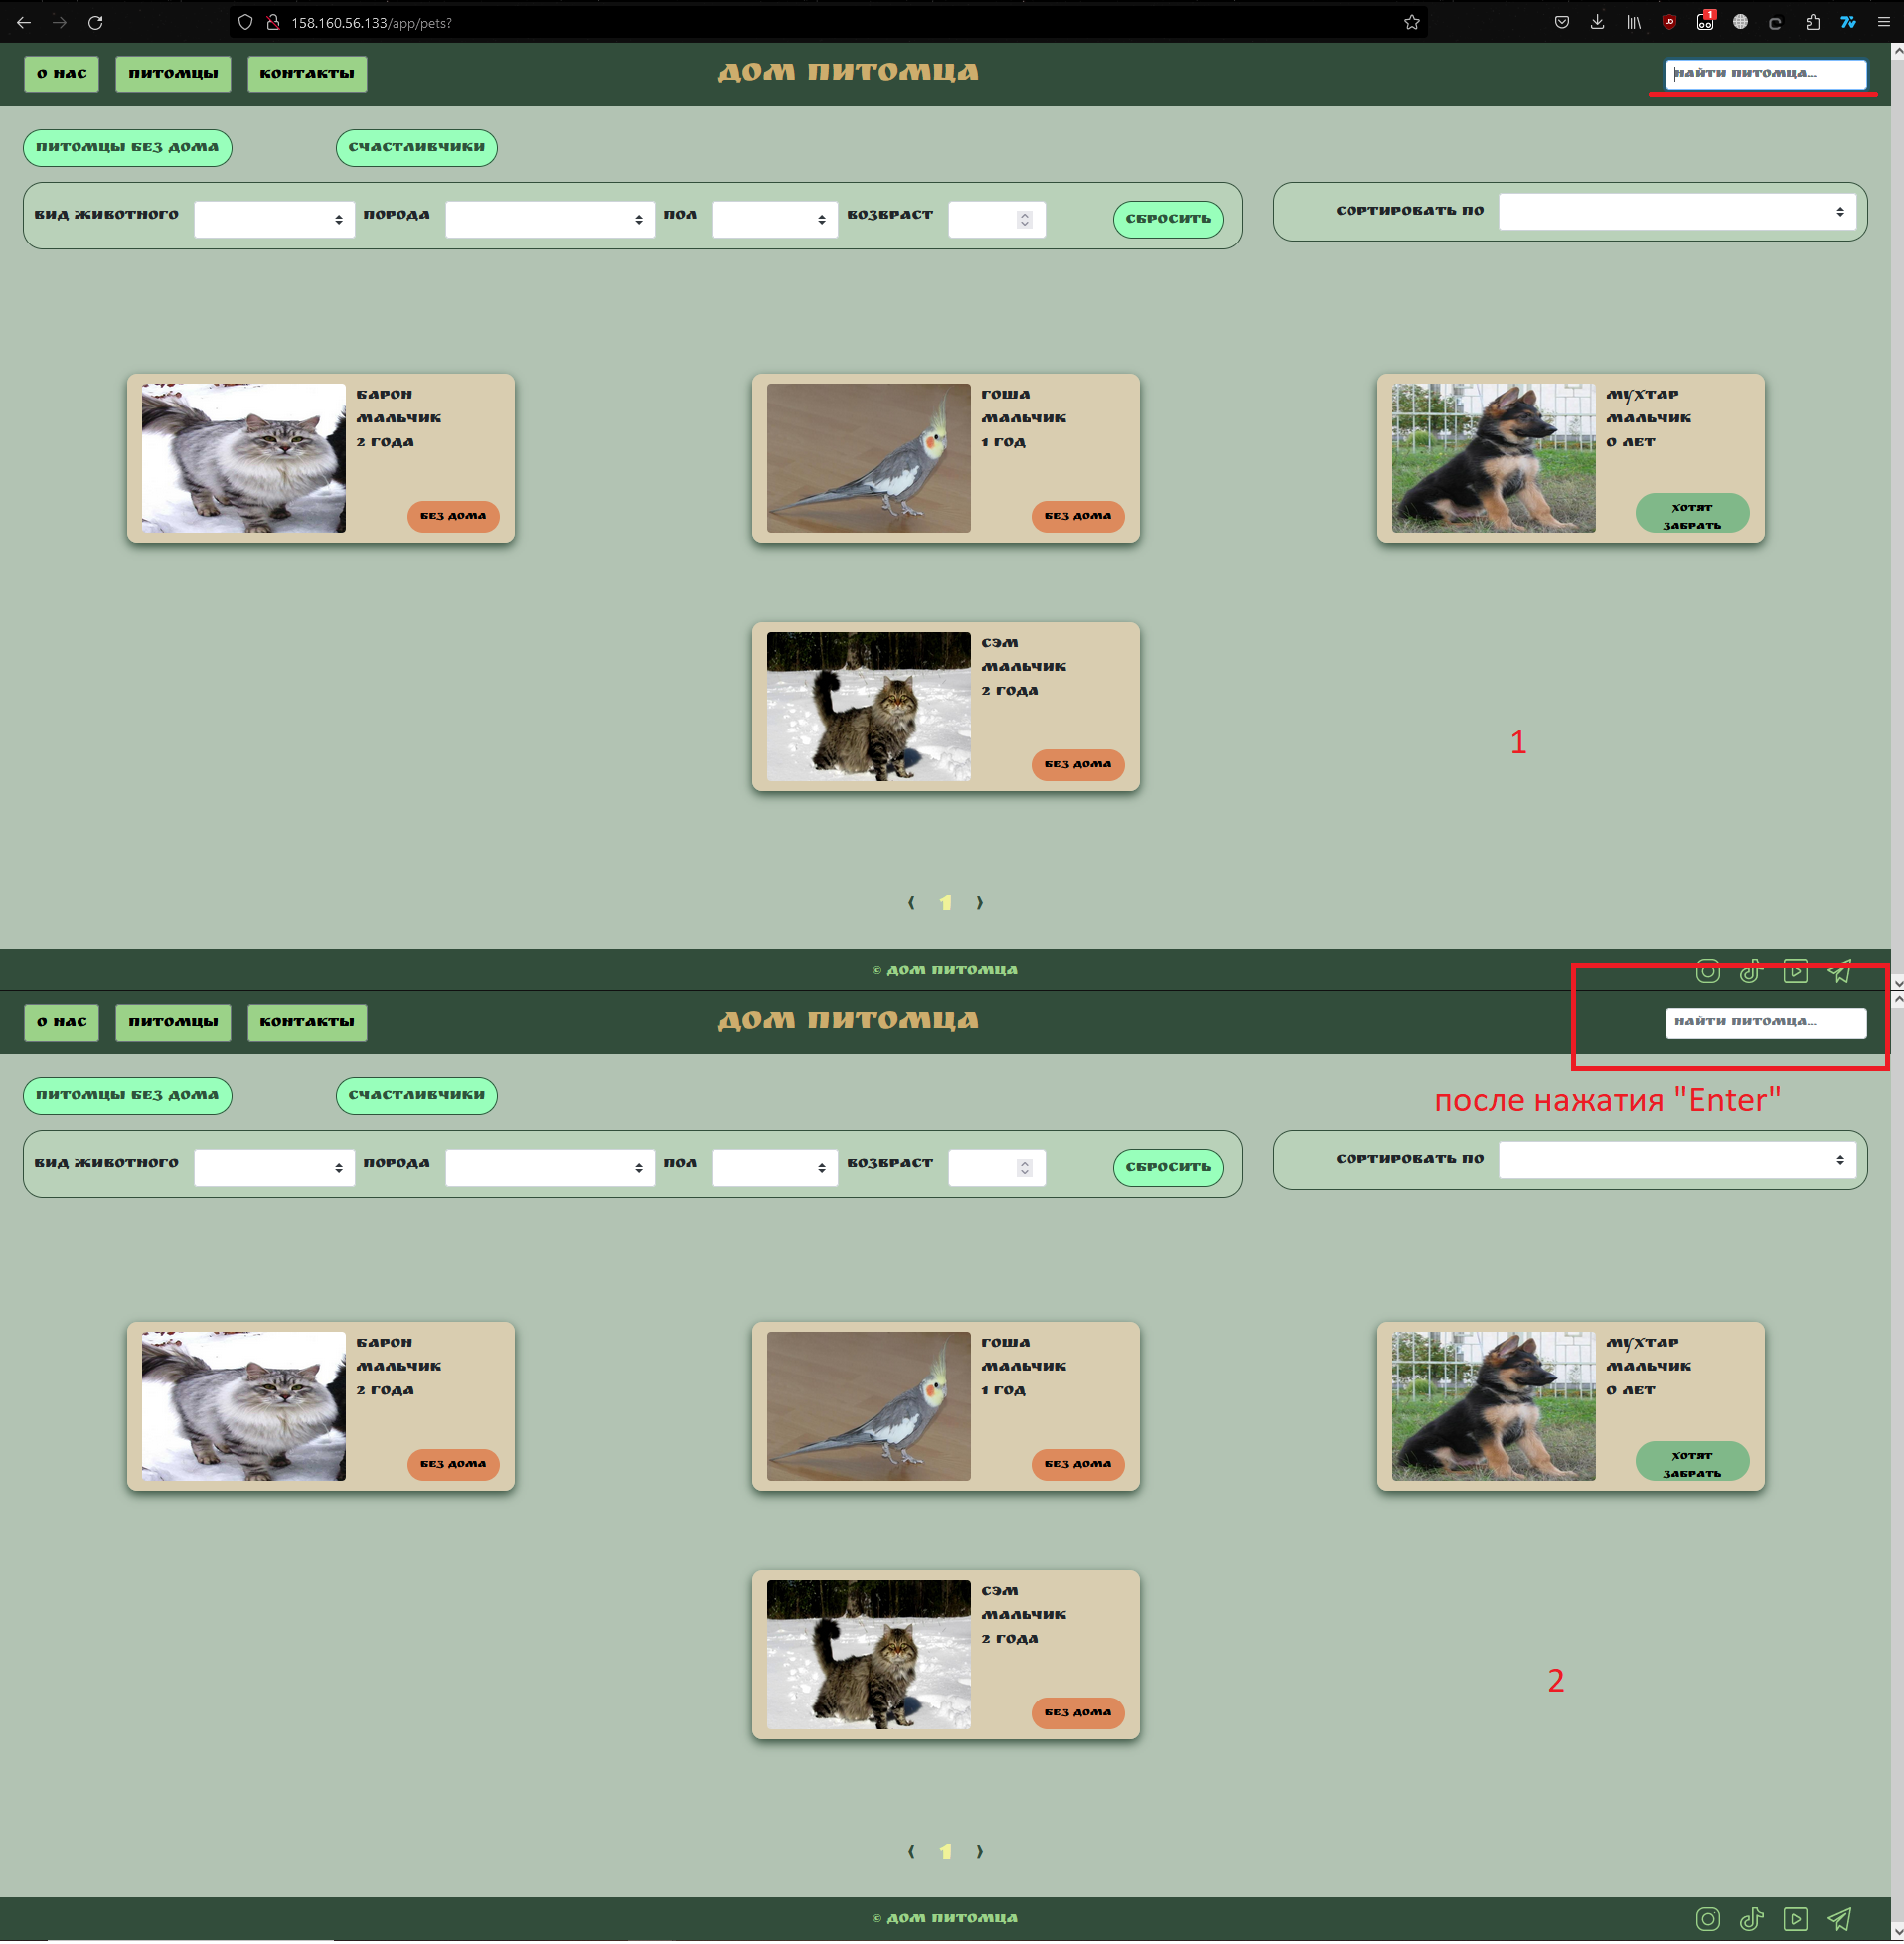 158.160.56.133/app/pets?
1
О НАС
ПИТОМЦЫ
КОНТАКТЫ
ДОМ ПИТОМЦА
НАЙТИ ПИТОМЦА...
ПИТОМЦЫ БЕЗ ДОМА
СЧАСТЛИВЧИКИ
ВИД ЖИВОТНОГО
ПОРОДА
ПОЛ
ВОЗВРАСТ
СБРОСИТЬ
СОРТИРОВАТЬ ПО
БАРОН
МАЛЬЧИК
2 ГОДА
БЕЗ ДОМА
ГОША
МАЛЬЧИК
1 ГОД
БЕЗ ДОМА
МУХТАР
МАЛЬЧИК
0 ЛЕТ
ХОТЯТ
ЗАБРАТЬ
СЭМ
МАЛЬЧИК
2 ГОДА
БЕЗ ДОМА
1
‹ 1 ›
© ДОМ ПИТОМЦА
О НАС
ПИТОМЦЫ
КОНТАКТЫ
ДОМ ПИТОМЦА
НАЙТИ ПИТОМЦА...
после нажатия "Enter"
ПИТОМЦЫ БЕЗ ДОМА
СЧАСТЛИВЧИКИ
ВИД ЖИВОТНОГО
ПОРОДА
ПОЛ
ВОЗВРАСТ
СБРОСИТЬ
СОРТИРОВАТЬ ПО
БАРОН
МАЛЬЧИК
2 ГОДА
БЕЗ ДОМА
ГОША
МАЛЬЧИК
1 ГОД
БЕЗ ДОМА
МУХТАР
МАЛЬЧИК
0 ЛЕТ
ХОТЯТ
ЗАБРАТЬ
СЭМ
МАЛЬЧИК
2 ГОДА
БЕЗ ДОМА
2
‹ 1 ›
© ДОМ ПИТОМЦА